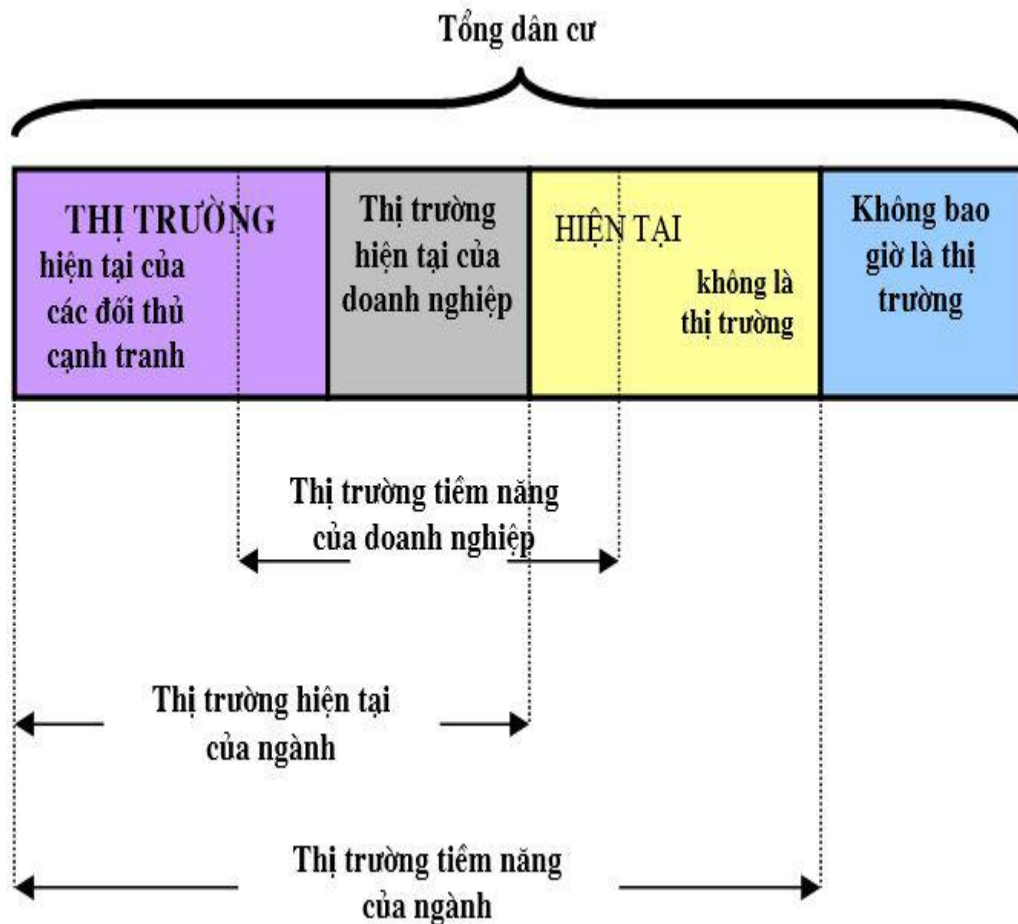 Tổng dân cư
THỊ TRƯỜNG
hiện tại của
các đối thủ
cạnh tranh
Thị trường
hiện tại của
doanh nghiệp
HIỆN TẠI
không là
thị trường
Không bao
giờ là thị
trường
Thị trường tiềm năng
của doanh nghiệp
Thị trường hiện tại
của ngành
Thị trường tiềm năng
của ngành